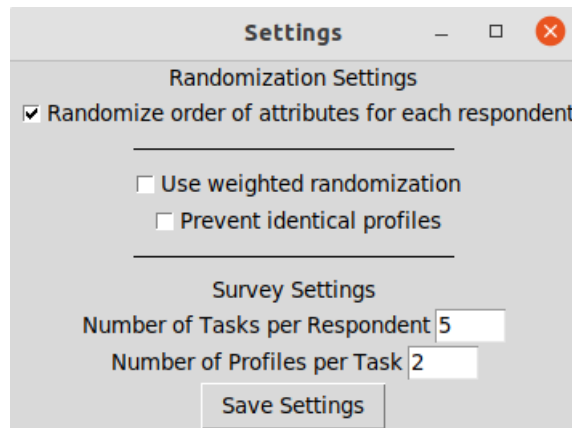 Settings
Randomization Settings
Randomize order of attributes for each respondent
Use weighted randomization
Prevent identical profiles
Survey Settings
Number of Tasks per Respondent 5
Number of Profiles per Task 2
Save Settings